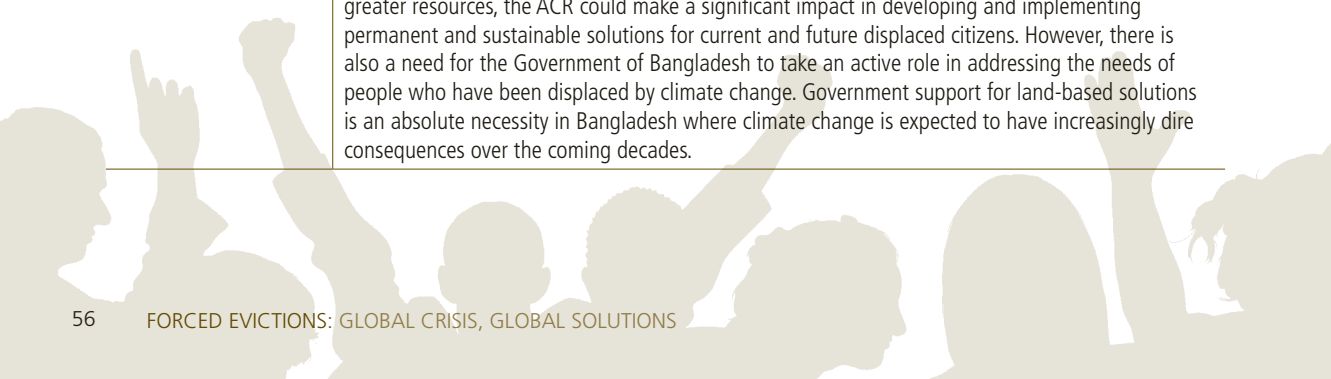 greater resources, the ACR could make a significant impact in developing and implementing
permanent and sustainable solutions for current and future displaced citizens. However, there is
also a need for the Government of Bangladesh to take an active role in addressing the needs of
people who have been displaced by climate change. Government support for land-based solutions
is an absolute necessity in Bangladesh where climate change is expected to have increasingly dire
consequences over the coming decades.
56 FORCED EVICTIONS: GLOBAL CRISIS, GLOBAL SOLUTIONS